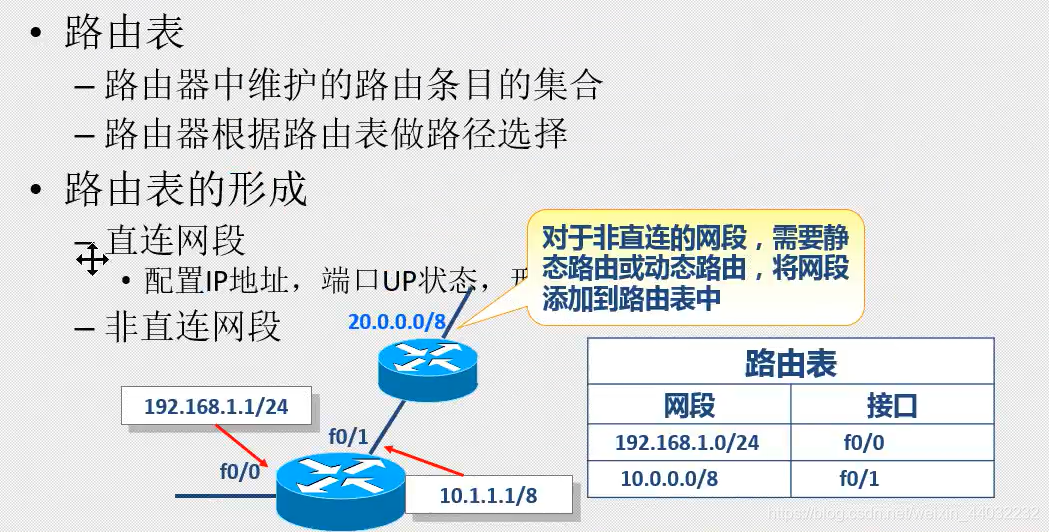 • 路由表
– 路由器中维护的路由条目的集合
– 路由器根据路由表做路径选择
• 路由表的形成
– 直连网段
• 配置IP地址，端口UP状态，
– 非直连网段
对于非直连的网段，需要静
态路由或动态路由，将网段
添加到路由表中
20.0.0.0/8
192.168.1.1/24
f0/1
f0/0
10.1.1.1/8
路由表
网段 接口
192.168.1.0/24 f0/0
10.0.0.0/8 f0/1
https://blog.csdn.net/weixin_44032232